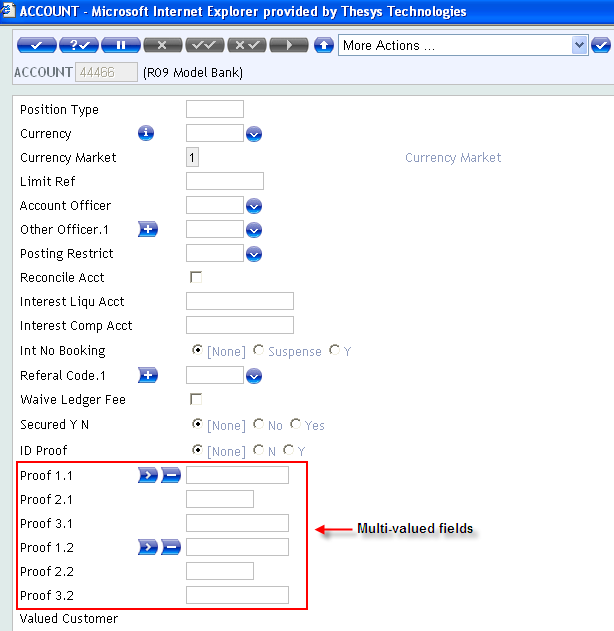 ACCOUNT - Microsoft Internet Explorer provided by Thesys Technologies
More Actions ...
ACCOUNT 44466 (R09 Model Bank)
Position Type
Currency
Currency Market 1 Currency Market
Limit Ref
Account Officer
Other Officer.1
Posting Restrict
Reconcile Acct
Interest Liqu Acct
Interest Comp Acct
Int No Booking [None] Suspense Y
Referal Code.1
Waive Ledger Fee
Secured Y N [None] No Yes
ID Proof [None] N Y
Proof 1.1
Proof 2.1
Proof 3.1
Multi-valued fields
Proof 1.2
Proof 2.2
Proof 3.2
Valued Customer